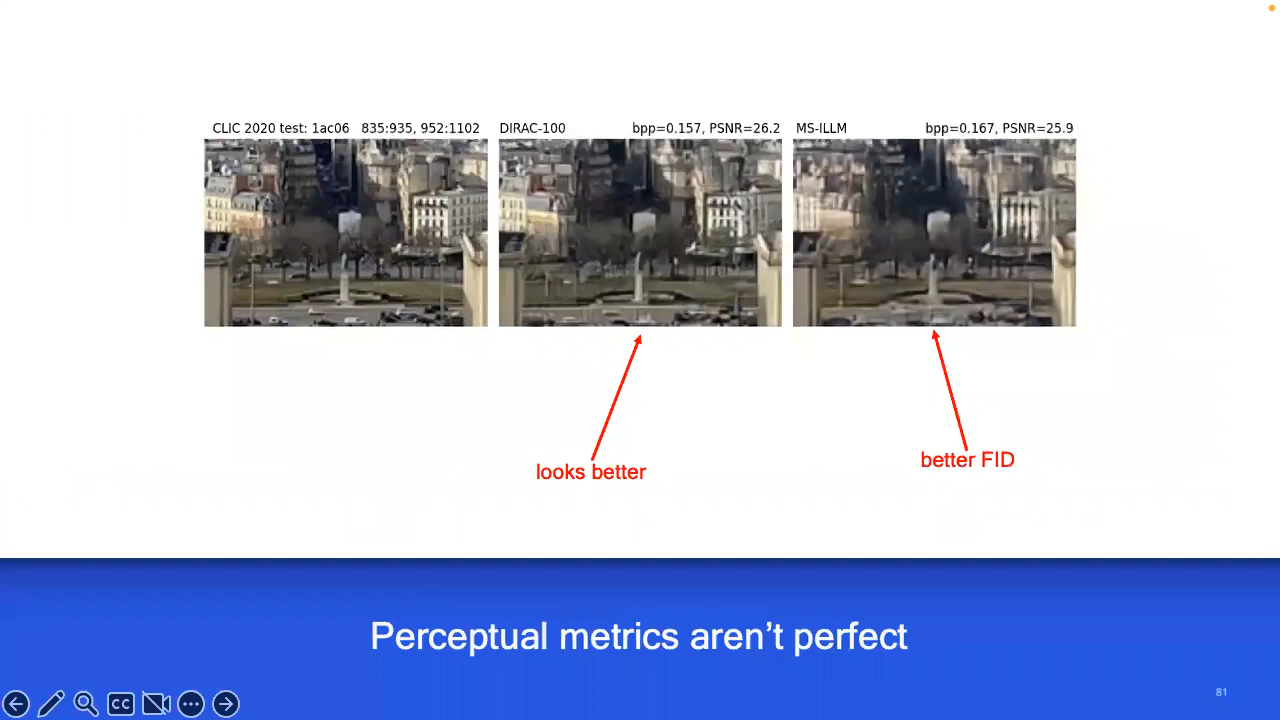 CLIC 2020 test: 1ac06 835:935, 952:1102
DIRAC-100 bpp=0.157, PSNR=26.2
MS-ILLM bpp=0.167, PSNR=25.9
looks better
better FID
Perceptual metrics aren’t perfect
81
CC